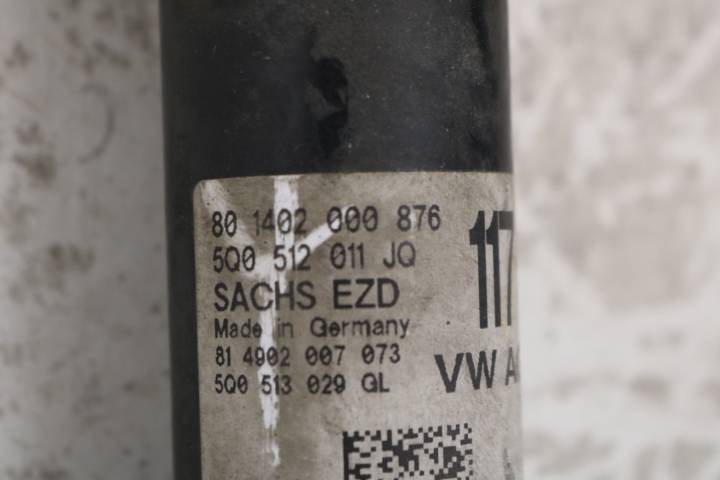 80 1402 000 876
5Q0 512 011 JQ
SACHS EZD
Made in Germany
81 4902 007 073
5Q0 513 029 GL
117
VW A